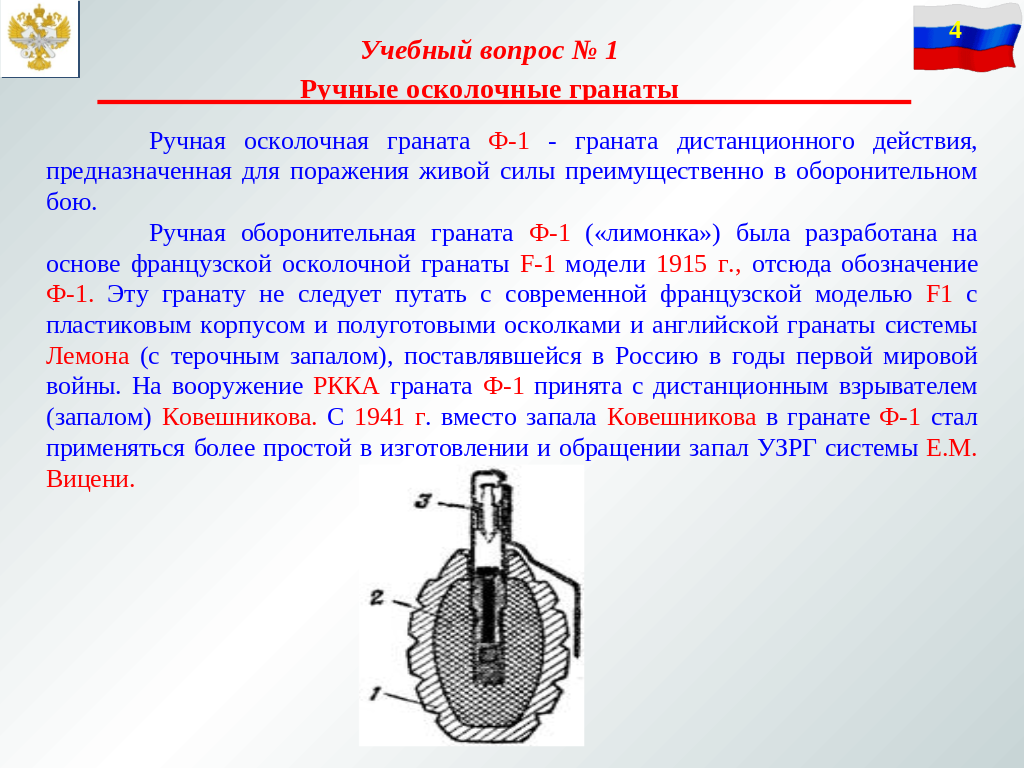 4
Учебный вопрос № 1
Ручные осколочные гранаты
Ручная осколочная граната Ф-1 - граната дистанционного действия,
предназначенная для поражения живой силы преимущественно в оборонительном
бою.
Ручная оборонительная граната Ф-1 («лимонка») была разработана на
основе французской осколочной гранаты F-1 модели 1915 г., отсюда обозначение
Ф-1. Эту гранату не следует путать с современной французской моделью F1 с
пластиковым корпусом и полуготовыми осколками и английской гранаты системы
Лемона (с терочным запалом), поставлявшейся в Россию в годы первой мировой
войны. На вооружение РККА граната Ф-1 принята с дистанционным взрывателем
(запалом) Ковешникова. С 1941 г. вместо запала Ковешникова в гранате Ф-1 стал
применяться более простой в изготовлении и обращении запал УЗРГ системы Е.М.
Вицени.
3
2
1